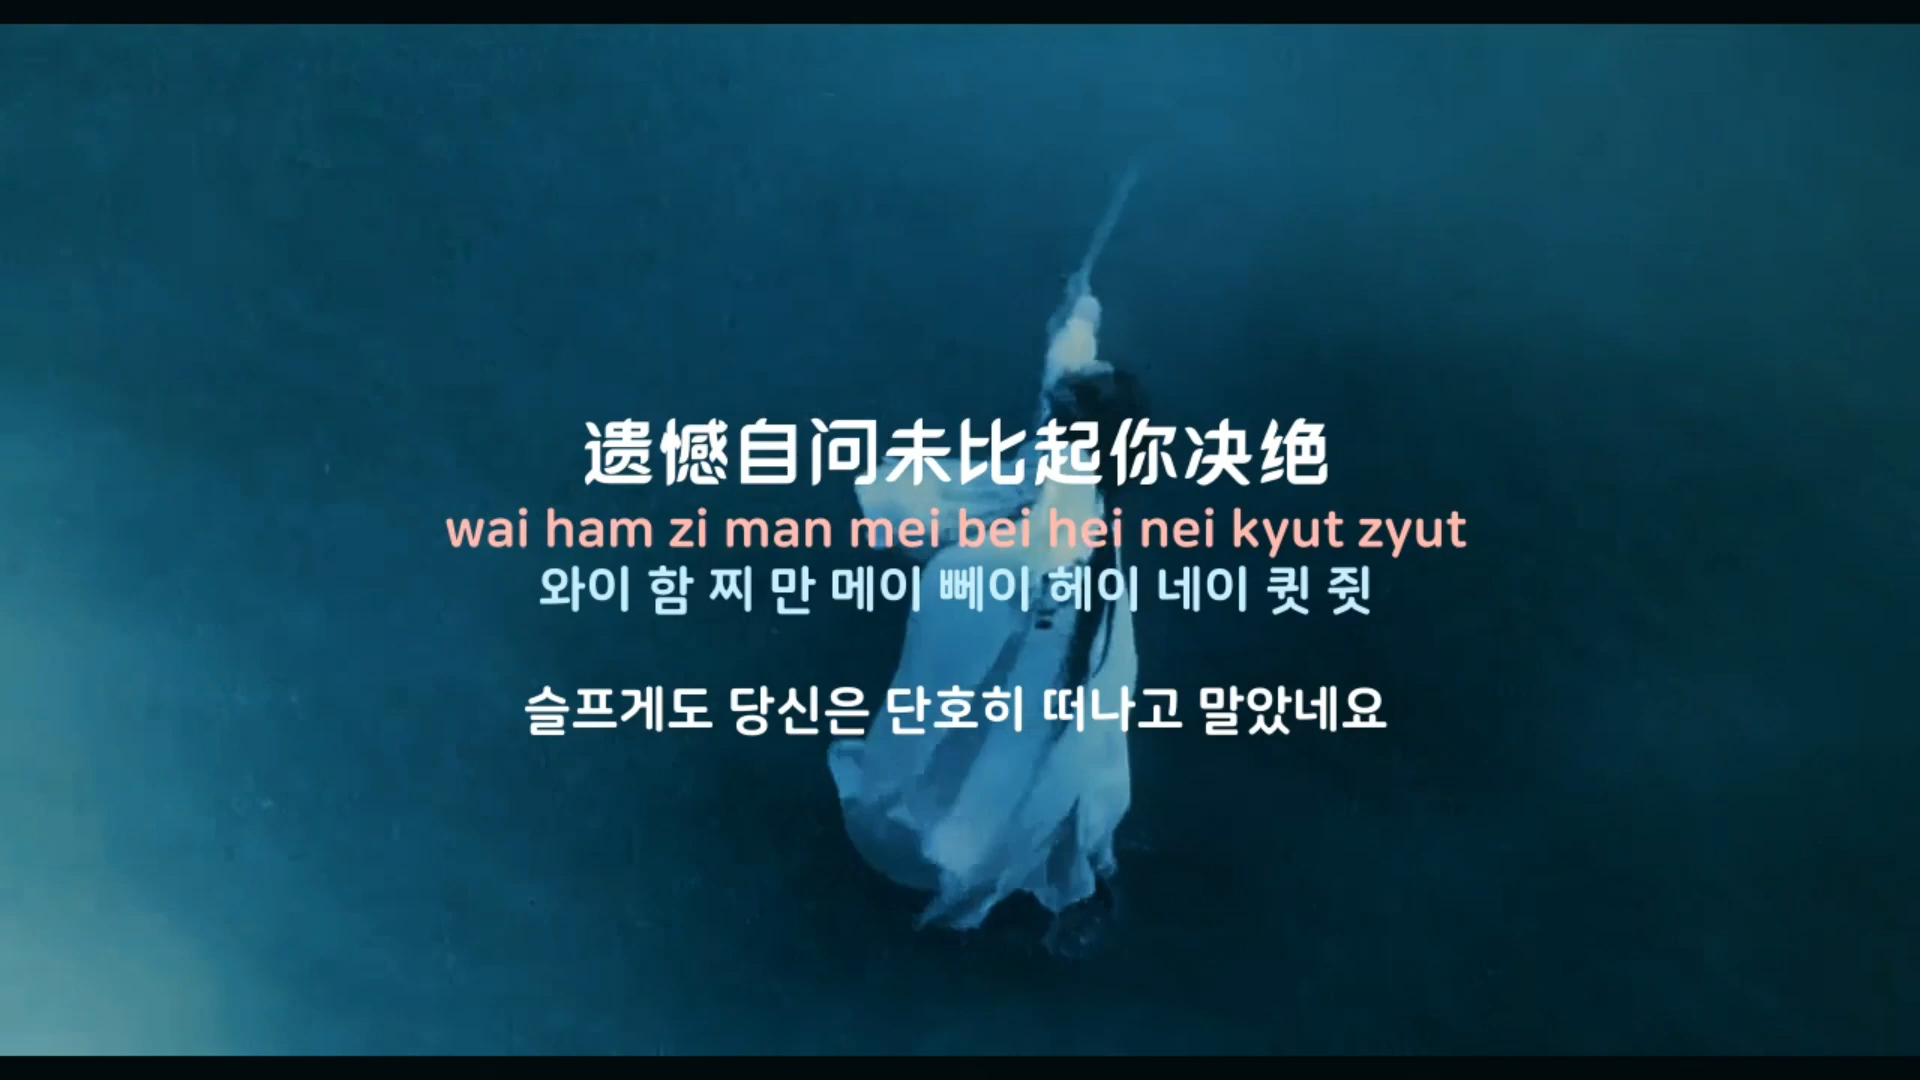 遗憾自问未比起你决绝
wai ham zi man mei bei hei nei kyut zyut
와이 함 찌 만 메이 뻬이 헤이 네이 큇 쥣
슬프게도 당신은 단호히 떠나고 말았네요